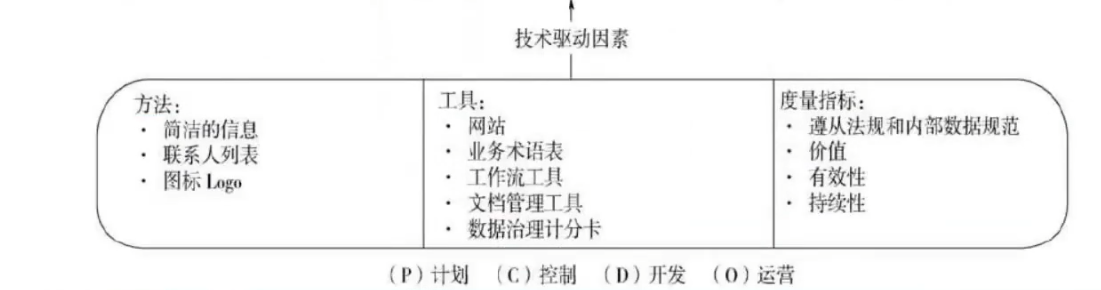 技术驱动因素
方法:
· 简洁的信息
· 联系人列表
· 图标 Logo
工具:
· 网站
· 业务术语表
· 工作流工具
· 文档管理工具
· 数据治理计分卡
度量指标:
· 遵从法规和内部数据规范
· 价值
· 有效性
· 持续性
（P）计划 （C）控制 （D）开发 （O）运营